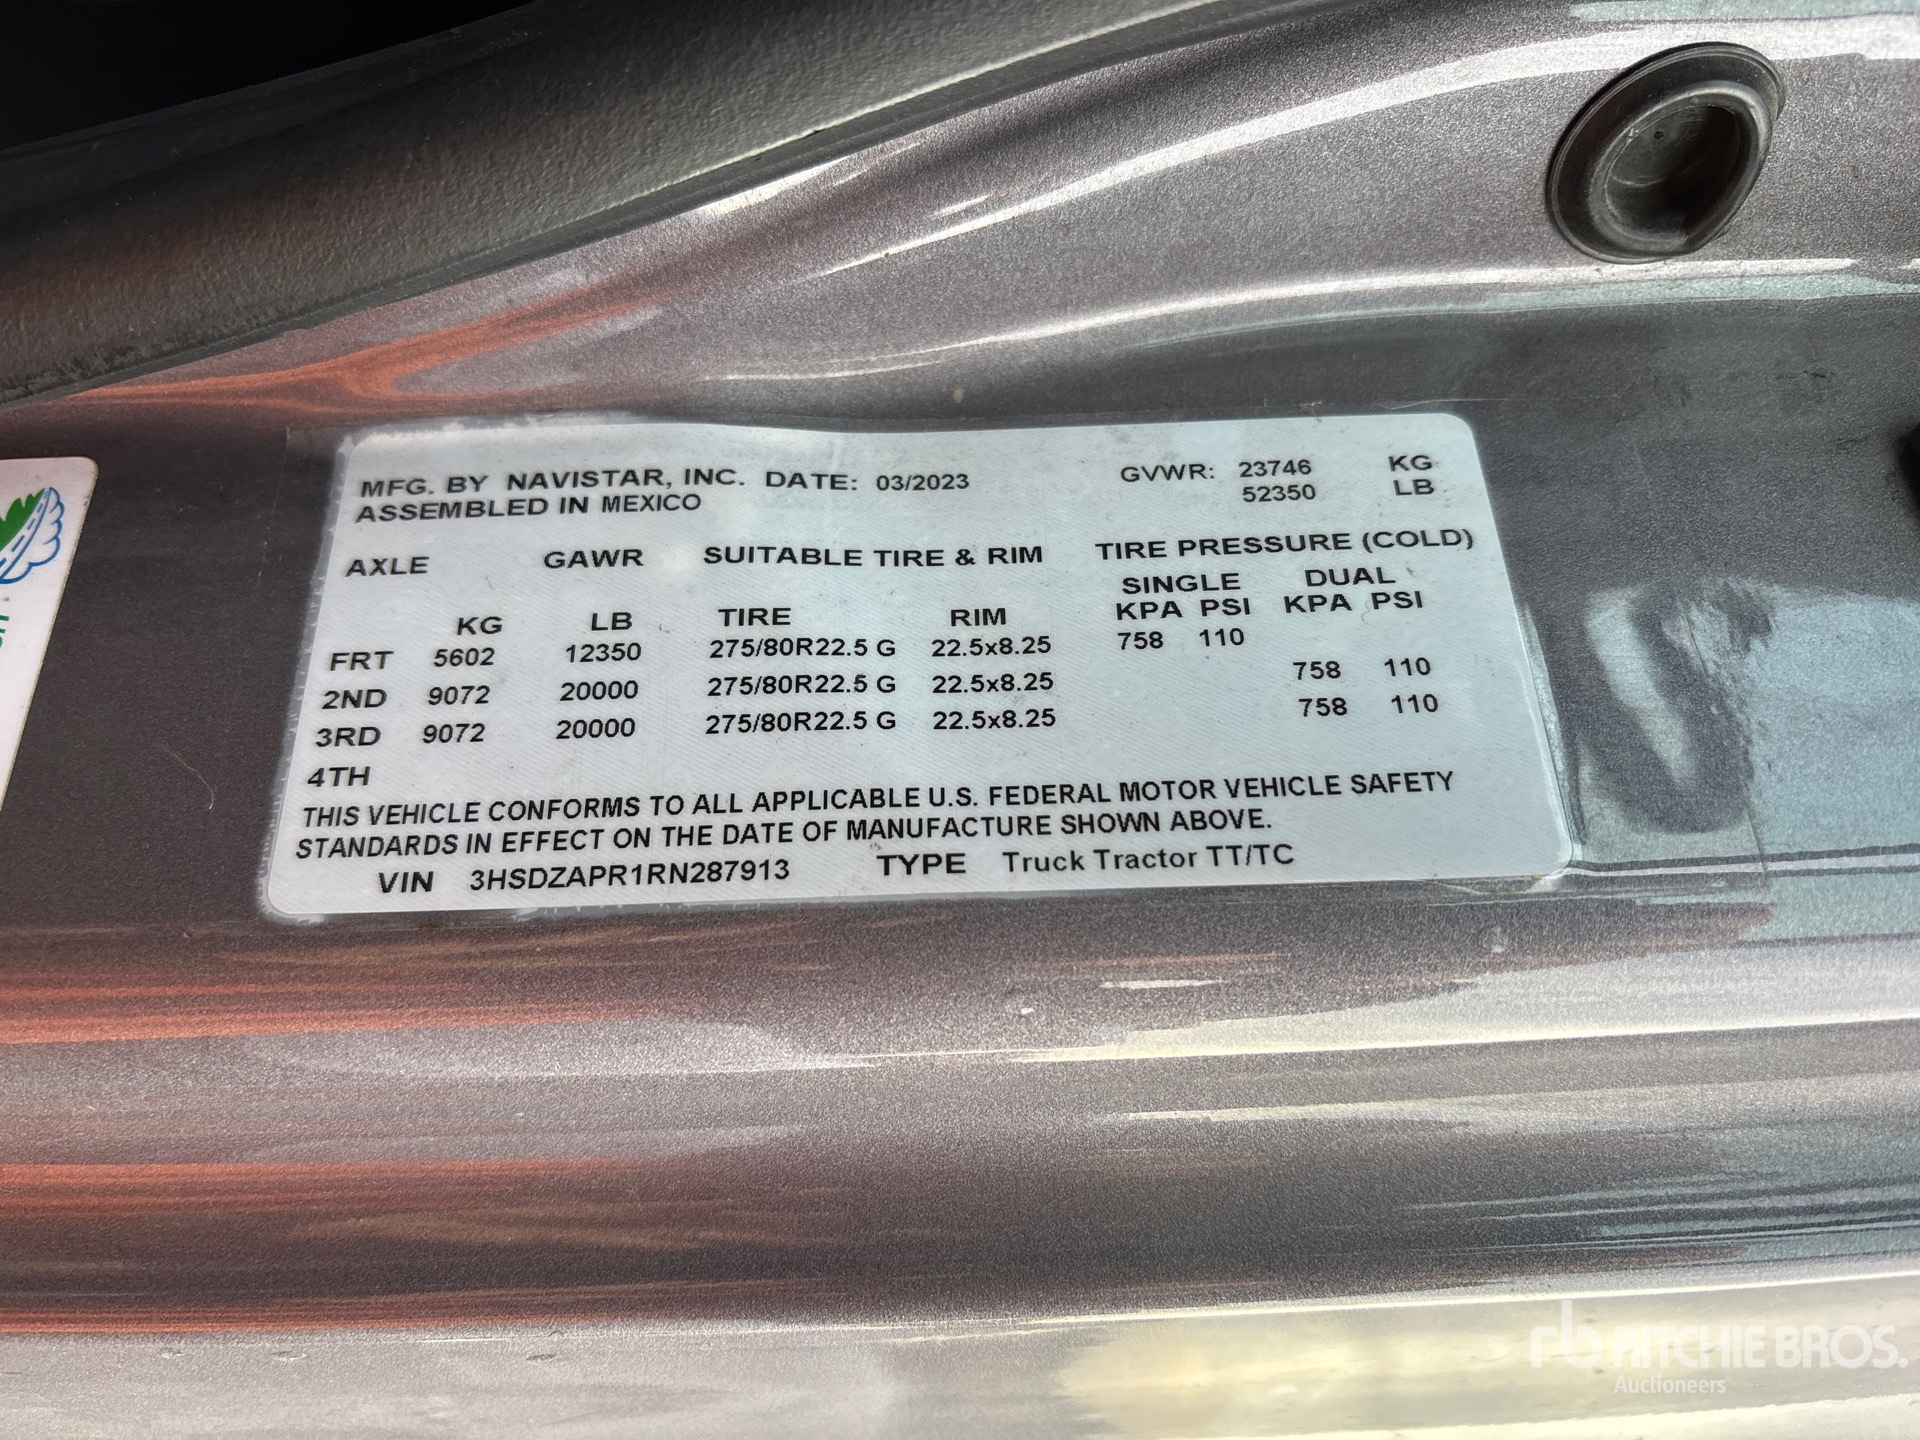 MFG. BY NAVISTAR, INC. DATE: 03/2023 GVWR: 23746 KG
ASSEMBLED IN MEXICO 52350 LB
AXLE GAWR SUITABLE TIRE & RIM TIRE PRESSURE (COLD)
SINGLE DUAL
KG LB TIRE RIM KPA PSI KPA PSI
FRT 5602 12350 275/80R22.5 G 22.5x8.25 758 110
2ND 9072 20000 275/80R22.5 G 22.5x8.25 758 110
3RD 9072 20000 275/80R22.5 G 22.5x8.25 758 110
4TH
THIS VEHICLE CONFORMS TO ALL APPLICABLE U.S. FEDERAL MOTOR VEHICLE SAFETY
STANDARDS IN EFFECT ON THE DATE OF MANUFACTURE SHOWN ABOVE.
VIN 3HSDZAPR1RN287913 TYPE Truck Tractor TT/TC
rb RITCHIE BROS.
Auctioneers